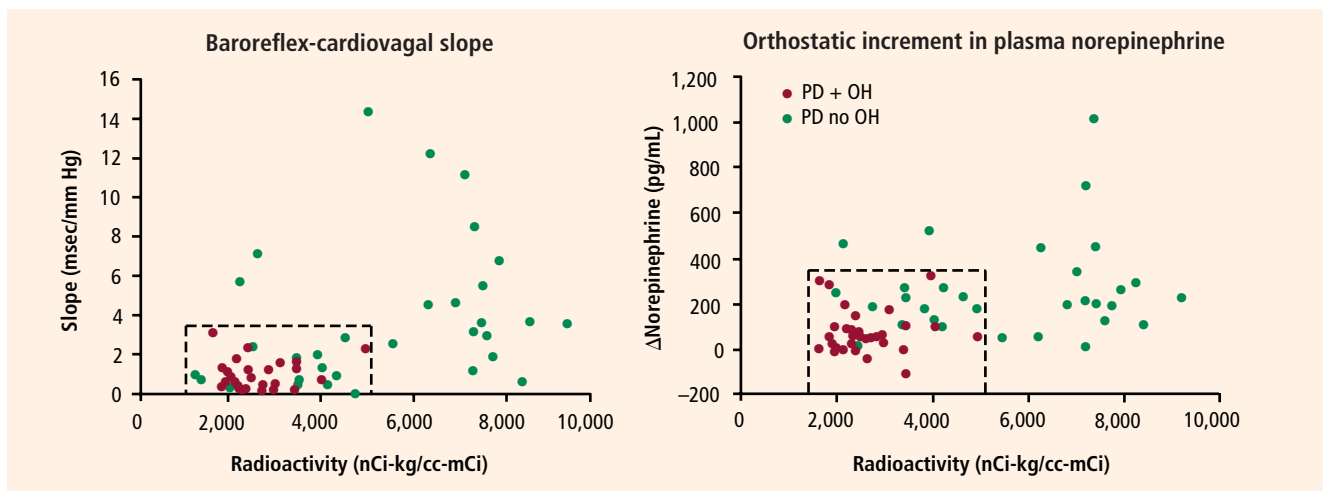 Baroreflex-cardiovagal slope
Slope (msec/mm Hg)
16
14
12
10
8
6
4
2
0
0 2,000 4,000 6,000 8,000 10,000
Radioactivity (nCi-kg/cc-mCi)
Orthostatic increment in plasma norepinephrine
ΔNorepinephrine (pg/mL)
1,200
1,000
800
600
400
200
0
−200
PD + OH
PD no OH
0 2,000 4,000 6,000 8,000 10,000
Radioactivity (nCi-kg/cc-mCi)